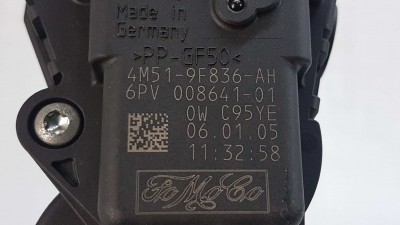 Made in
Germany
>PP-GF50<
4M51-9F836-AH
6PV 008641-01
0W C95YE
06.01.05
11:32:58
FoMoCo